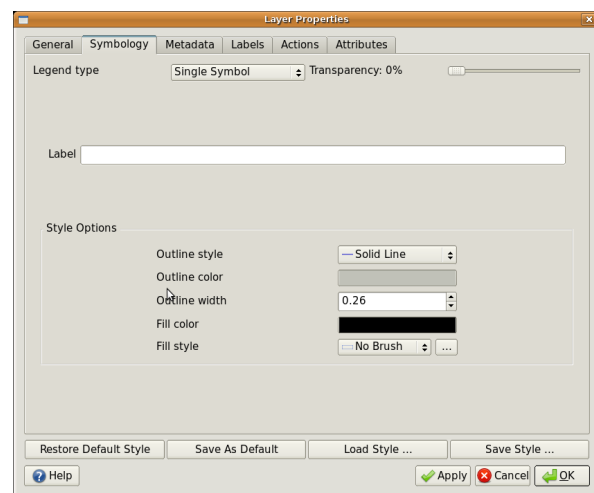 Layer Properties
General Symbology Metadata Labels Actions Attributes
Legend type Single Symbol Transparency: 0%
Label
Style Options
Outline style Solid Line
Outline color
Outline width 0.26
Fill color
Fill style No Brush ...
Restore Default Style Save As Default Load Style ... Save Style ...
Help Apply Cancel OK